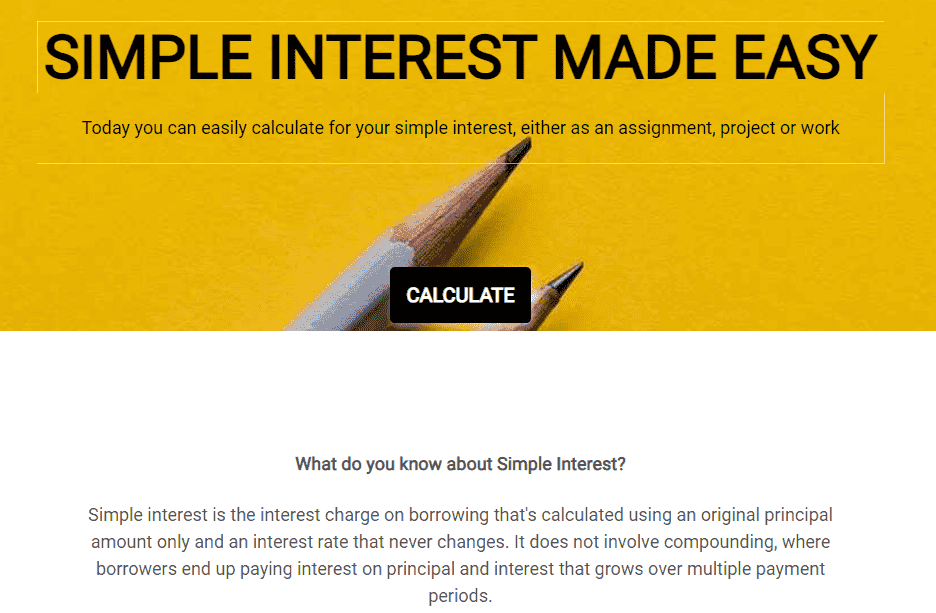 SIMPLE INTEREST MADE EASY
Today you can easily calculate for your simple interest, either as an assignment, project or work
CALCULATE
What do you know about Simple Interest?
Simple interest is the interest charge on borrowing that's calculated using an original principal
amount only and an interest rate that never changes. It does not involve compounding, where
borrowers end up paying interest on principal and interest that grows over multiple payment
periods.